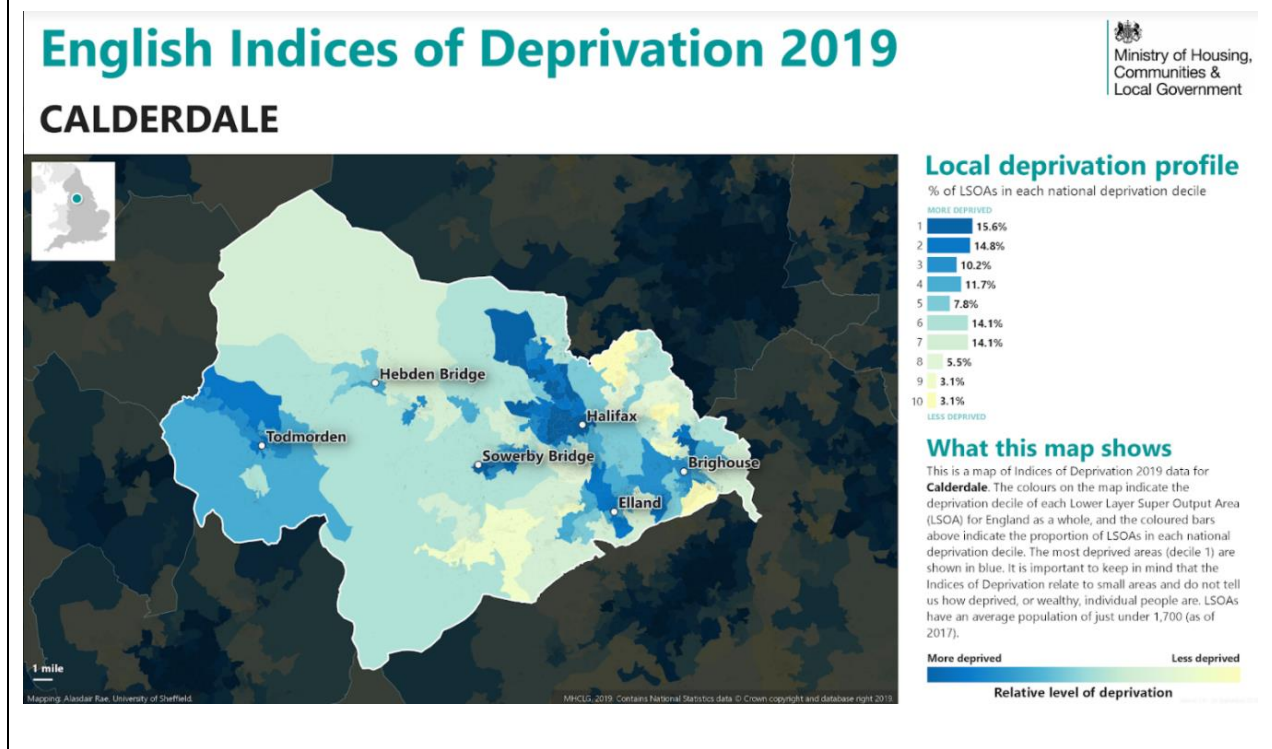 English Indices of Deprivation 2019
CALDERDALE
Ministry of Housing,
Communities &
Local Government
Hebden Bridge
Halifax
Todmorden
Sowerby Bridge
Brighouse
Elland
1 mile
Mapping: Alasdair Rae, University of Sheffield.
MHCLG, 2019. Contains National Statistics data © Crown copyright and database right 2019.
Local deprivation profile
% of LSOAs in each national deprivation decile
MORE DEPRIVED
1 15.6%
2 14.8%
3 10.2%
4 11.7%
5 7.8%
6 14.1%
7 14.1%
8 5.5%
9 3.1%
10 3.1%
LESS DEPRIVED
What this map shows
This is a map of Indices of Deprivation 2019 data for
Calderdale. The colours on the map indicate the
deprivation decile of each Lower Layer Super Output Area
(LSOA) for England as a whole, and the coloured bars
above indicate the proportion of LSOAs in each national
deprivation decile. The most deprived areas (decile 1) are
shown in blue. It is important to keep in mind that the
Indices of Deprivation relate to small areas and do not tell
us how deprived, or wealthy, individual people are. LSOAs
have an average population of just under 1,700 (as of
2017).
More deprived Less deprived
Relative level of deprivation